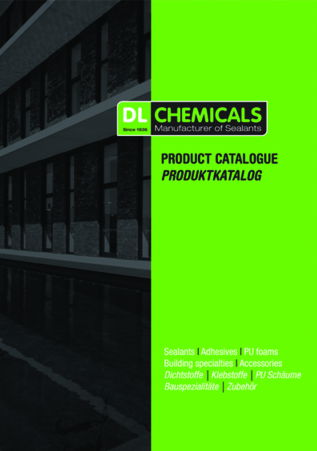 DL CHEMICALS
Since 1936 Manufacturer of Sealants
PRODUCT CATALOGUE
PRODUKTKATALOG
Sealants | Adhesives | PU foams
Building specialties | Accessories
Dichtstoffe | Klebstoffe | PU Schäume
Bauspezialitäte | Zubehör